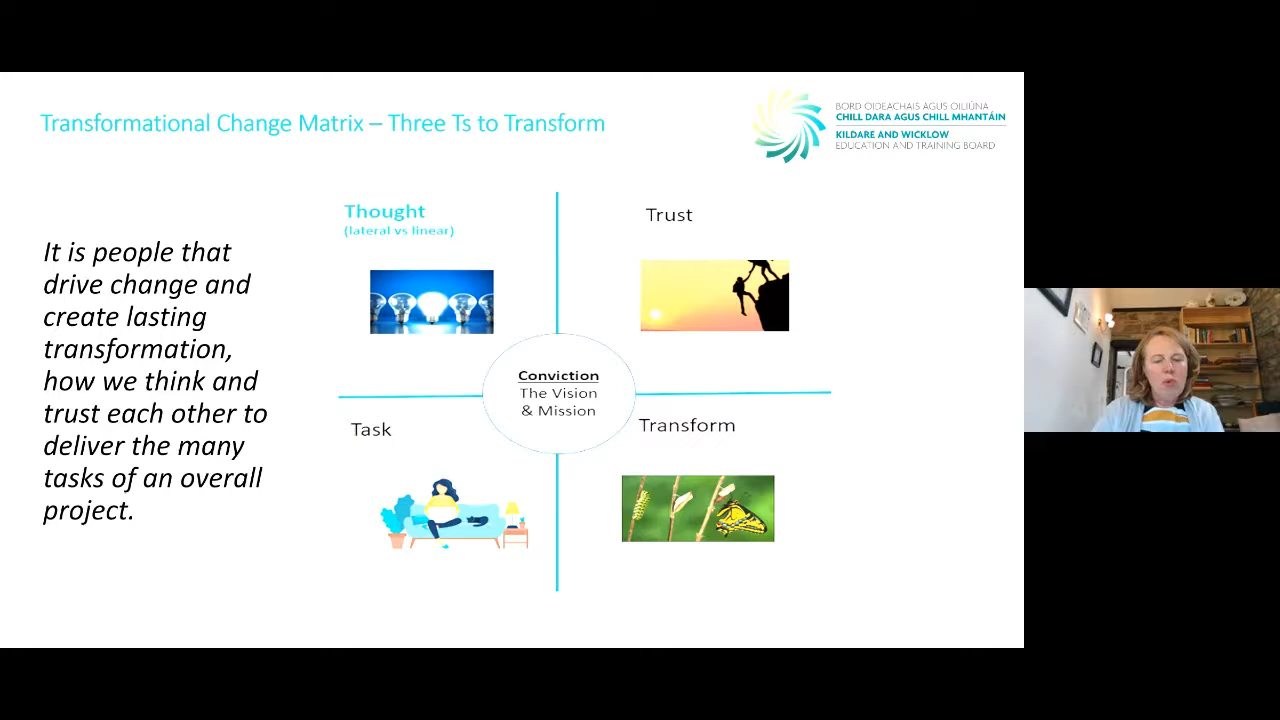 Transformational Change Matrix – Three Ts to Transform
BORD OIDEACHAIS AGUS OILIÚNA
CHILL DARA AGUS CHILL MHANTÁIN
KILDARE AND WICKLOW
EDUCATION AND TRAINING BOARD
It is people that
drive change and
create lasting
transformation,
how we think and
trust each other to
deliver the many
tasks of an overall
project.
Thought
(lateral vs linear)
Trust
Conviction
The Vision
& Mission
Task
Transform